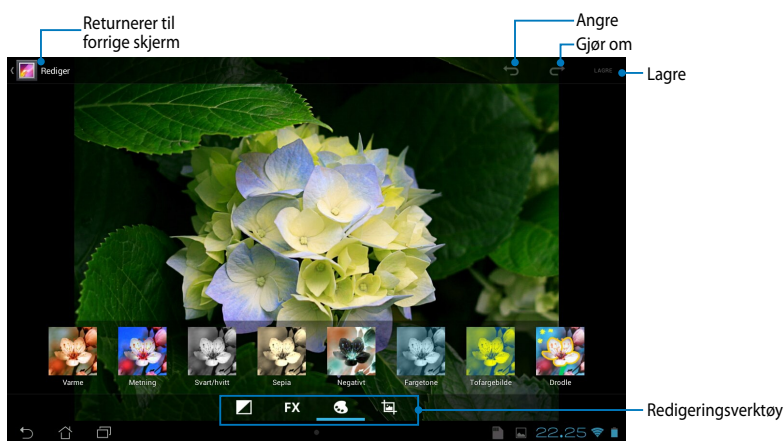 Returnerer til
forrige skjerm
Angre
Gjør om
Lagre
Rediger
LAGRE
Varme
Metning
Svart/hvitt
Sepia
Negativt
Fargetone
Tofargebilde
Drodle
FX
Redigeringsverktøy
22.25